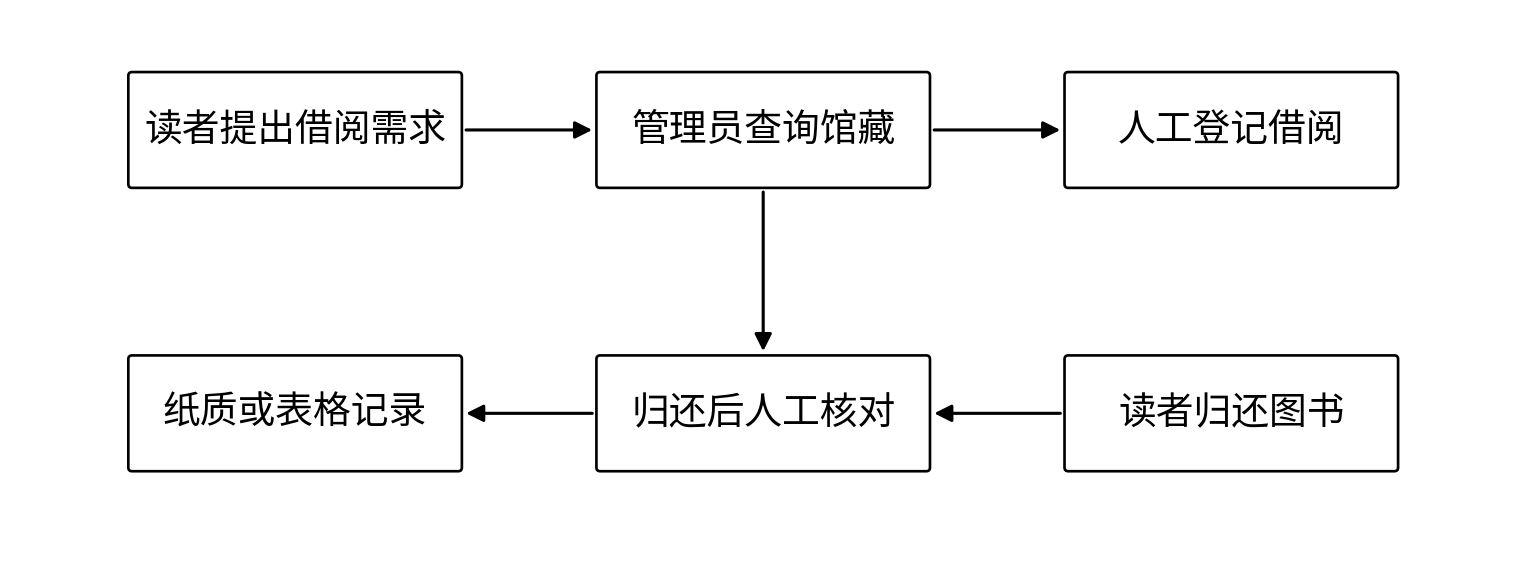 读者提出借阅需求
管理员查询馆藏
人工登记借阅
纸质或表格记录
归还后人工核对
读者归还图书